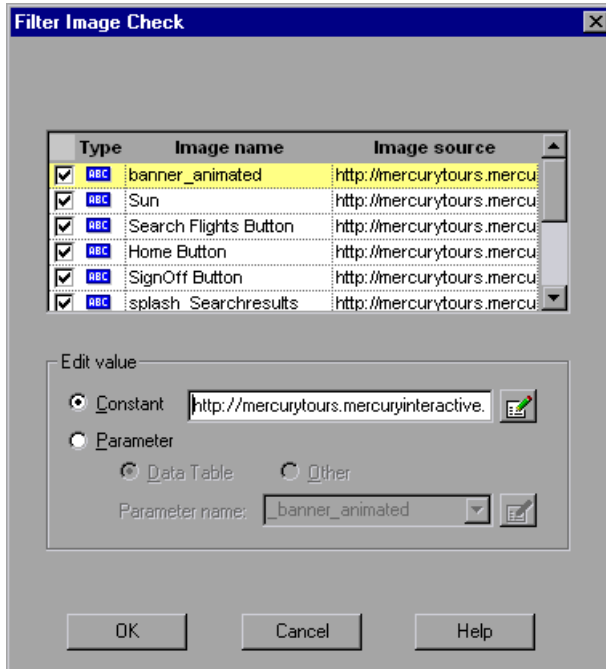 Filter Image Check
Type Image name Image source
ABC banner_animated http://mercurytours.mercu
ABC Sun http://mercurytours.mercu
ABC Search Flights Button http://mercurytours.mercu
ABC Home Button http://mercurytours.mercu
ABC SignOff Button http://mercurytours.mercu
ABC splash_Searchresults http://mercurytours.mercu
Edit value
Constant http://mercurytours.mercuryinteractive.
Parameter
Data Table Other
Parameter name: _banner_animated
OK Cancel Help